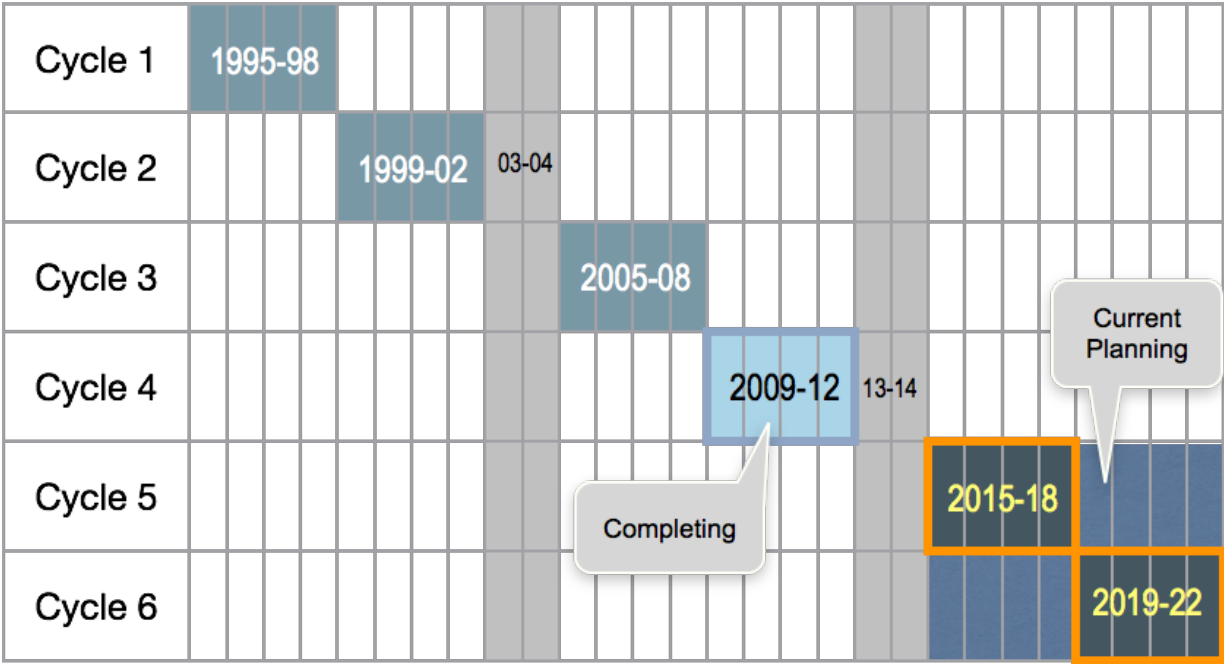 Cycle 1
1995-98
Cycle 2
1999-02
03-04
Cycle 3
2005-08
Current
Planning
Cycle 4
2009-12
13-14
Cycle 5
2015-18
Completing
Cycle 6
2019-22